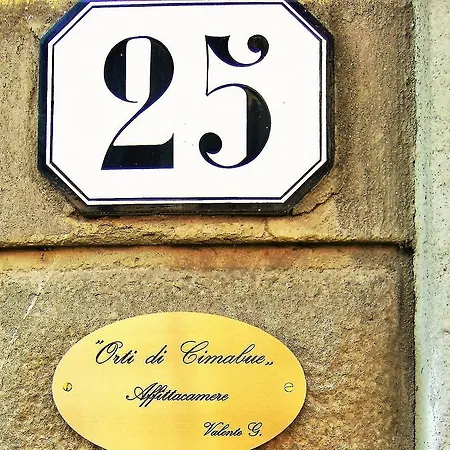 25
"Orti di Cimabue„
Affittacamere
Valente G.